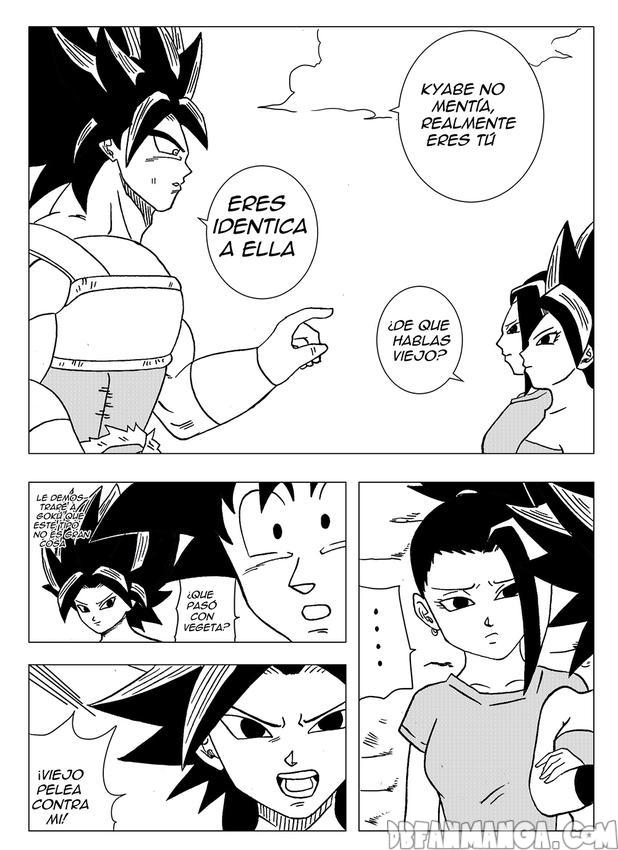 KYABE NO
MENTÍA,
REALMENTE
ERES TÚ
ERES
IDENTICA
A ELLA
¿DE QUE
HABLAS
VIEJO?
LE DEMOS-
TRARÉ A
GOKÚ QUE
ESTE TIPO
NO ES GRAN
COSA
¿QUE
PASÓ
CON
VEGETA?
....
¡VIEJO
PELEA
CONTRA
MI!
DBFANMANGA.COM